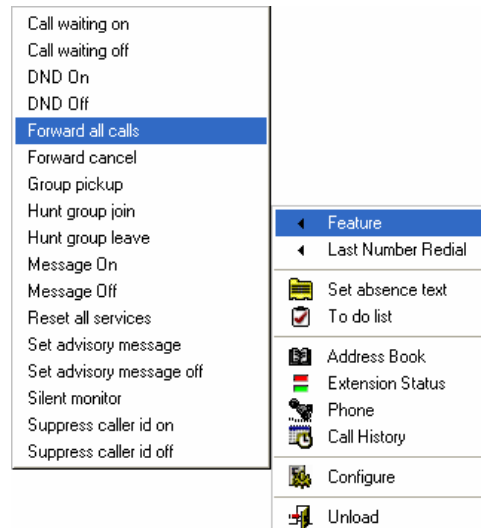 Call waiting on
Call waiting off
DND On
DND Off
Forward all calls
Forward cancel
Group pickup
Hunt group join
Hunt group leave
Message On
Message Off
Reset all services
Set advisory message
Set advisory message off
Silent monitor
Suppress caller id on
Suppress caller id off
Feature
Last Number Redial
Set absence text
To do list
Address Book
Extension Status
Phone
Call History
Configure
Unload